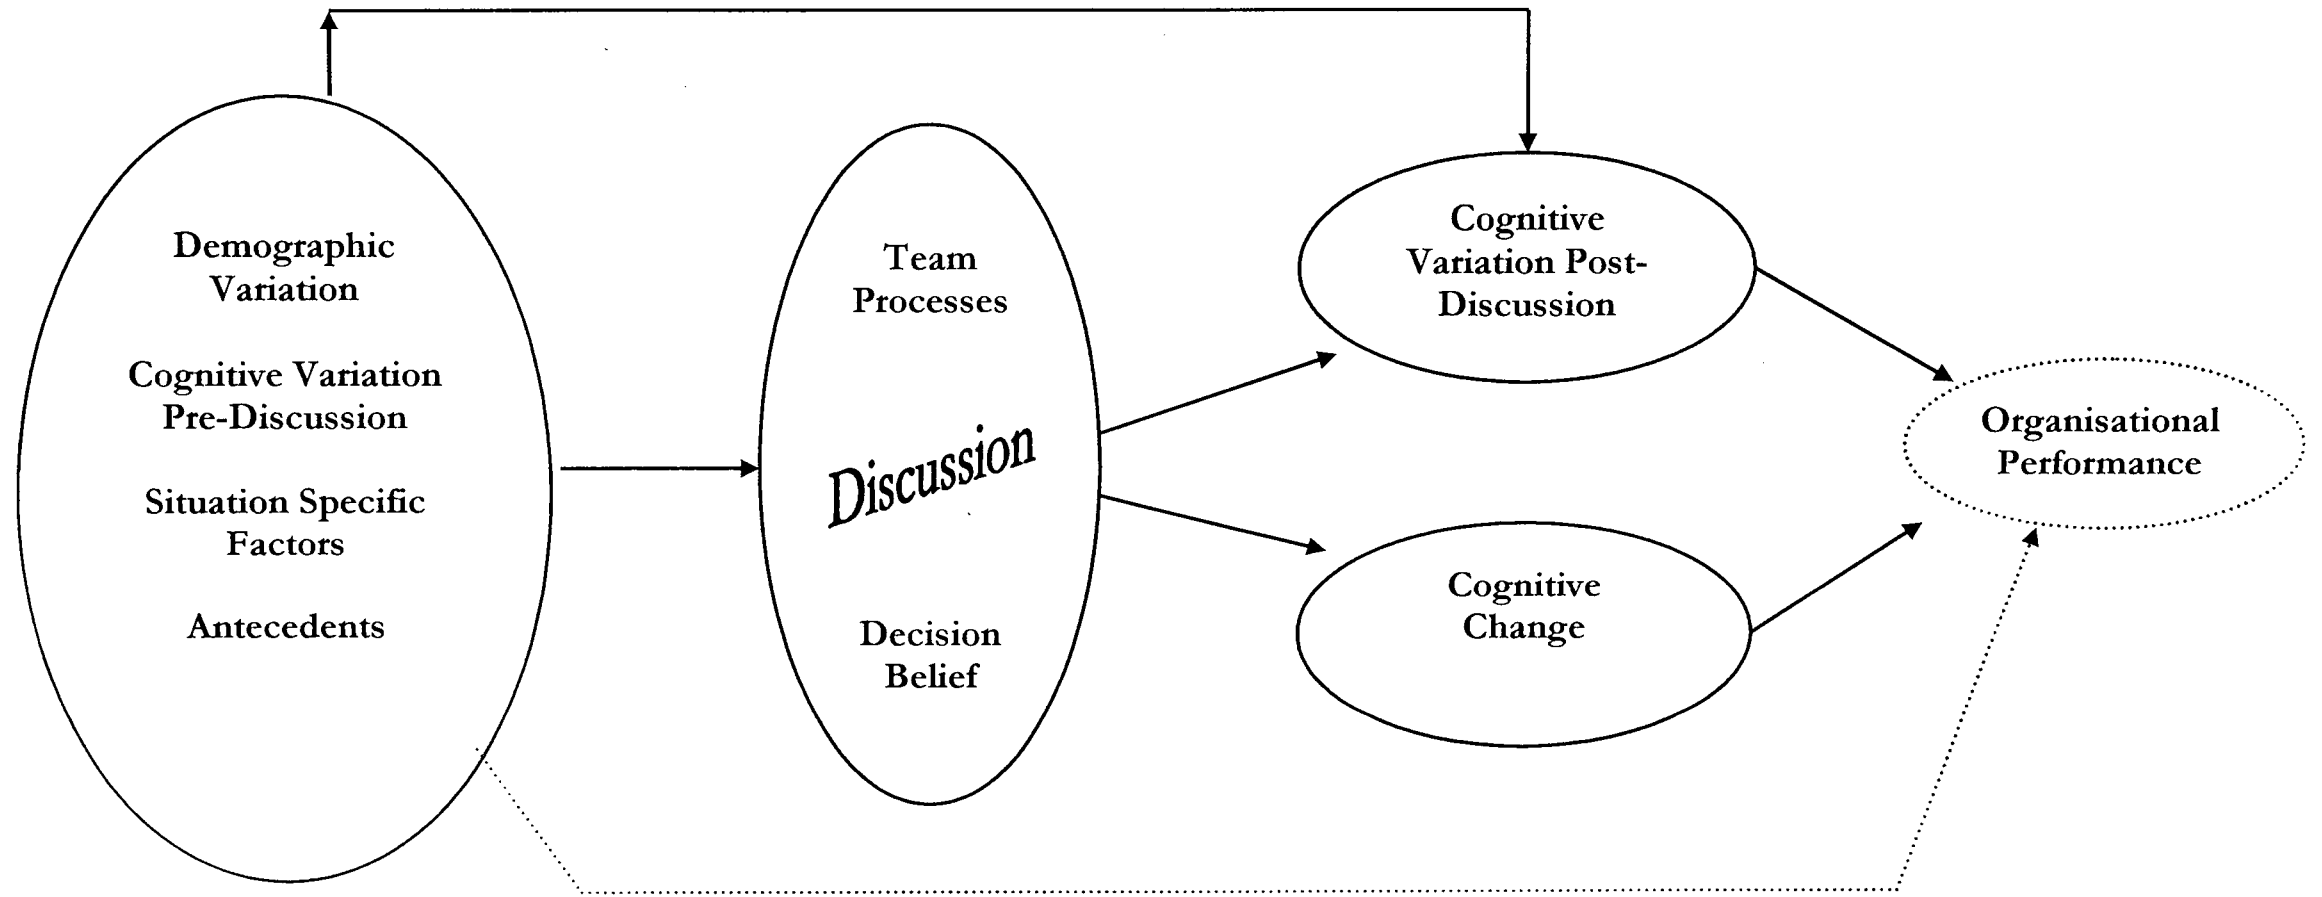 Demographic
Variation
Cognitive Variation
Pre-Discussion
Situation Specific
Factors
Antecedents
Team
Processes
Discussion
Decision
Belief
Cognitive
Variation Post-
Discussion
Cognitive
Change
Organisational
Performance